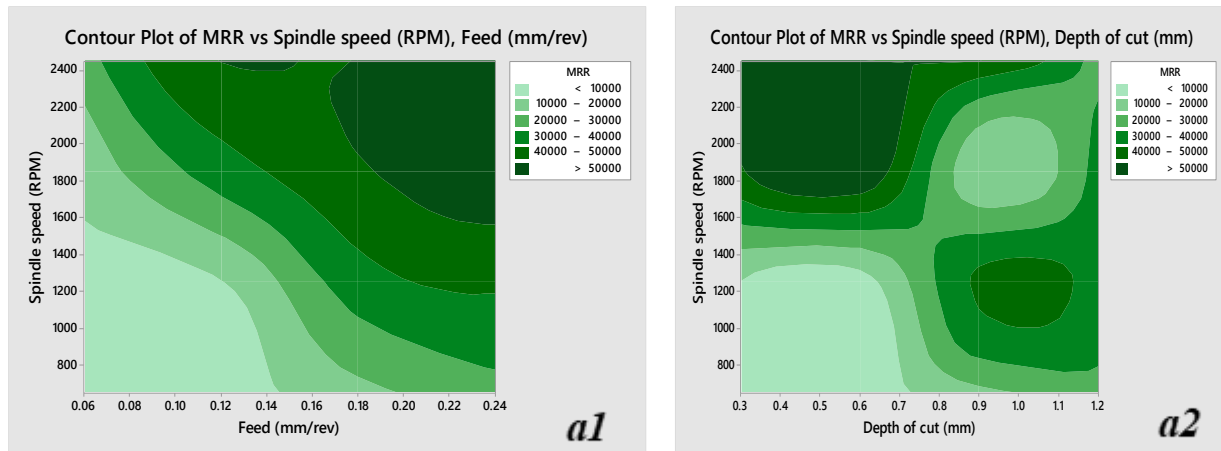 Contour Plot of MRR vs Spindle speed (RPM), Feed (mm/rev)
MRR
< 10000
10000 – 20000
20000 – 30000
30000 – 40000
40000 – 50000
> 50000
Spindle speed (RPM)
2400
2200
2000
1800
1600
1400
1200
1000
800
0.06 0.08 0.10 0.12 0.14 0.16 0.18 0.20 0.22 0.24
Feed (mm/rev)
a1
Contour Plot of MRR vs Spindle speed (RPM), Depth of cut (mm)
MRR
< 10000
10000 – 20000
20000 – 30000
30000 – 40000
40000 – 50000
> 50000
Spindle speed (RPM)
2400
2200
2000
1800
1600
1400
1200
1000
800
0.3 0.4 0.5 0.6 0.7 0.8 0.9 1.0 1.1 1.2
Depth of cut (mm)
a2